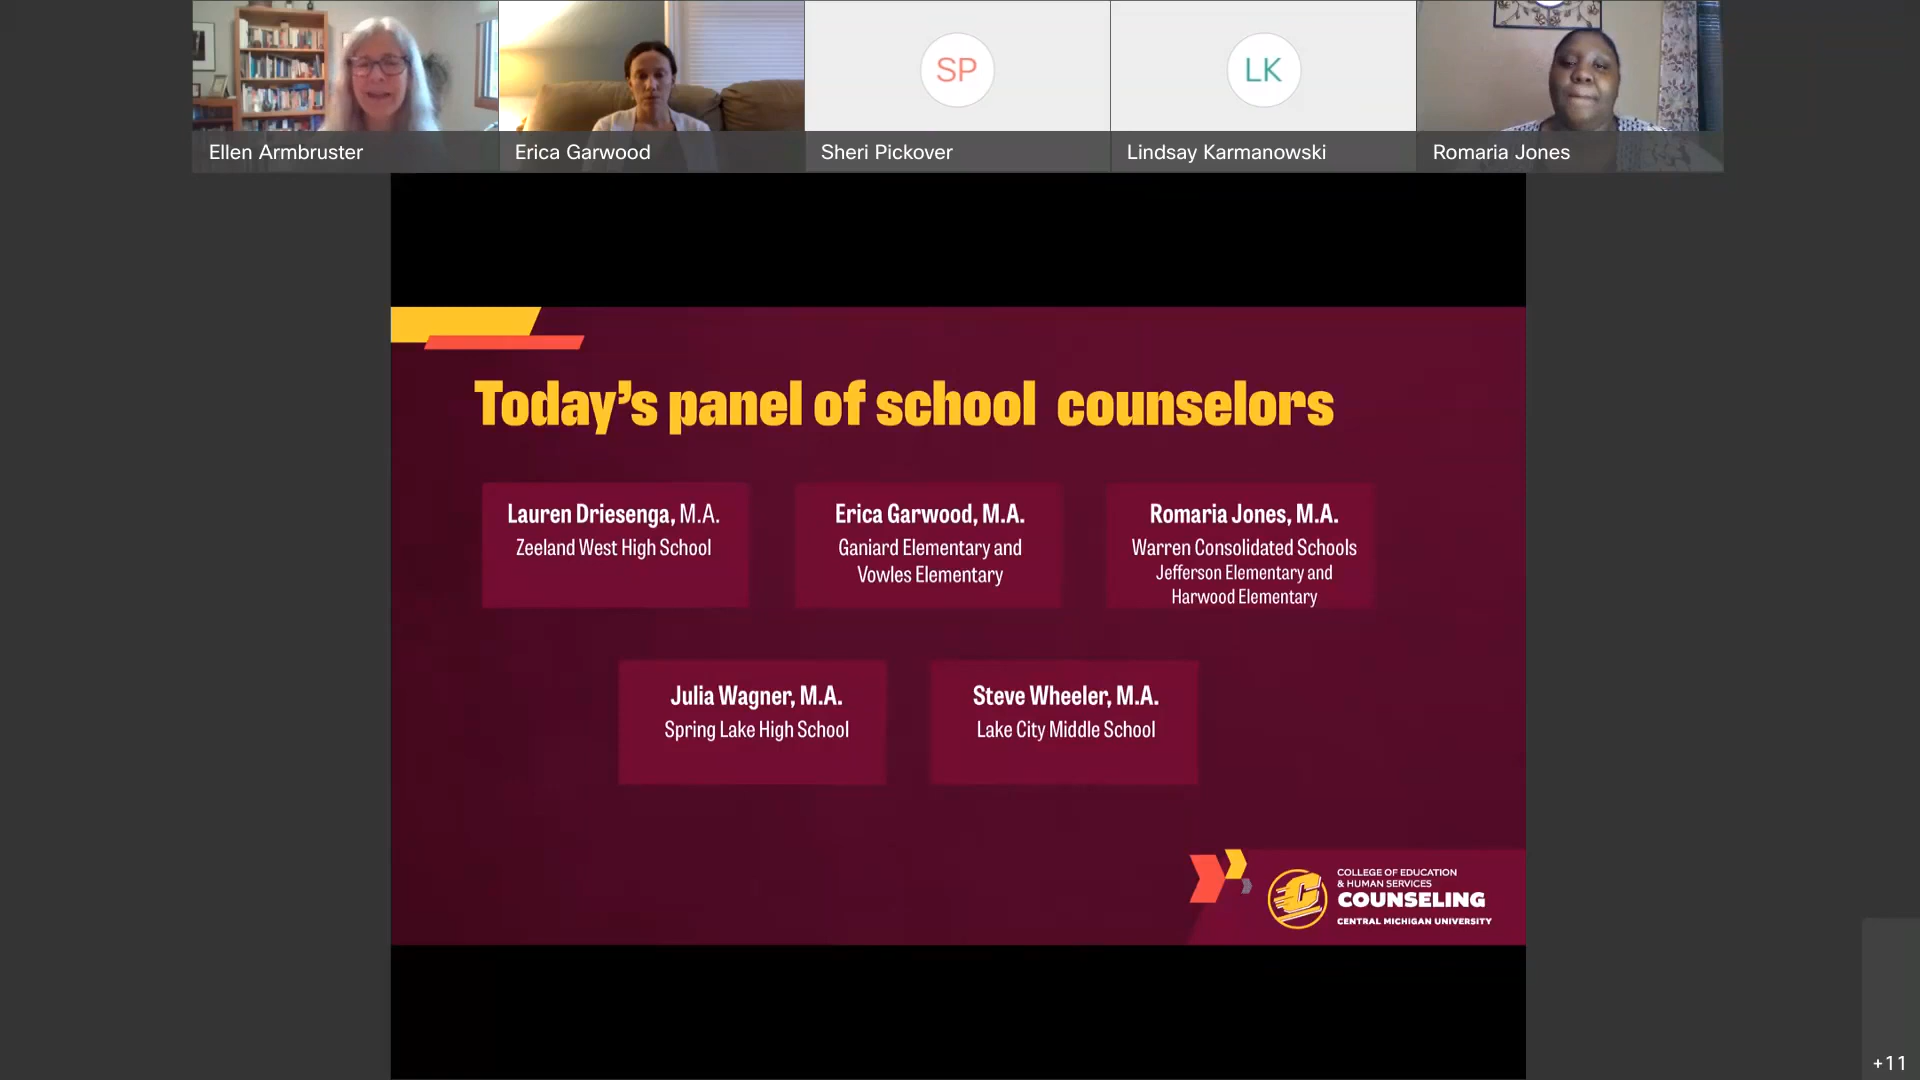 SP
LK
Ellen Armbruster
Erica Garwood
Sheri Pickover
Lindsay Karmanowski
Romaria Jones
Today's panel of school counselors
Lauren Driesenga, M.A.
Zeeland West High School
Erica Garwood, M.A.
Ganiard Elementary and
Vowles Elementary
Romaria Jones, M.A.
Warren Consolidated Schools
Jefferson Elementary and
Harwood Elementary
Julia Wagner, M.A.
Spring Lake High School
Steve Wheeler, M.A.
Lake City Middle School
C
COLLEGE OF EDUCATION
& HUMAN SERVICES
COUNSELING
CENTRAL MICHIGAN UNIVERSITY
+11